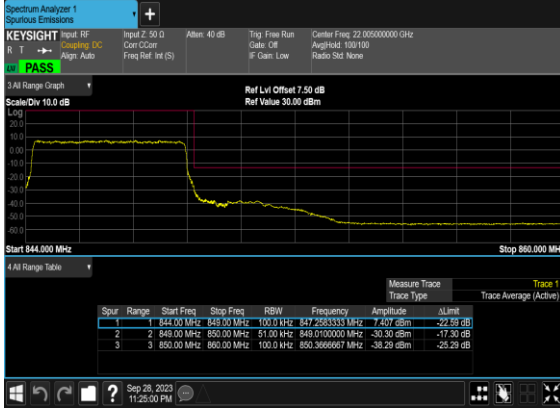 Spectrum Analyzer 1
Spurious Emissions
+
KEYSIGHT Input: RF Input Z: 50 Ω Atten: 40 dB Trig: Free Run Center Freq: 22.005000000 GHz
R T Coupling: DC Corr CCorr Gate: Off Avg|Hold: 100/100
Align: Auto Freq Ref: Int (S) IF Gain: Low Radio Std: None
PASS
3 All Range Graph
Ref Lvl Offset 7.50 dB
Scale/Div 10.0 dB Ref Value 30.00 dBm
Log
20.0
10.0
0.00
-10.0
-20.0
-30.0
-40.0
-50.0
-60.0
Start 844.000 MHz Stop 860.000 MH
4 All Range Table
Measure Trace Trace 1
Trace Type Trace Average (Active)
Spur Range Start Freq Stop Freq RBW Frequency Amplitude ΔLimit
1 1 844.00 MHz 849.00 MHz 100.0 kHz 847.2583333 MHz 7.407 dBm -22.59 dB
2 2 849.00 MHz 850.00 MHz 51.00 kHz 849.0100000 MHz -30.30 dBm -17.30 dB
3 3 850.00 MHz 860.00 MHz 100.0 kHz 850.3666667 MHz -38.29 dBm -25.29 dB
? Sep 28, 2023
11:25:00 PM